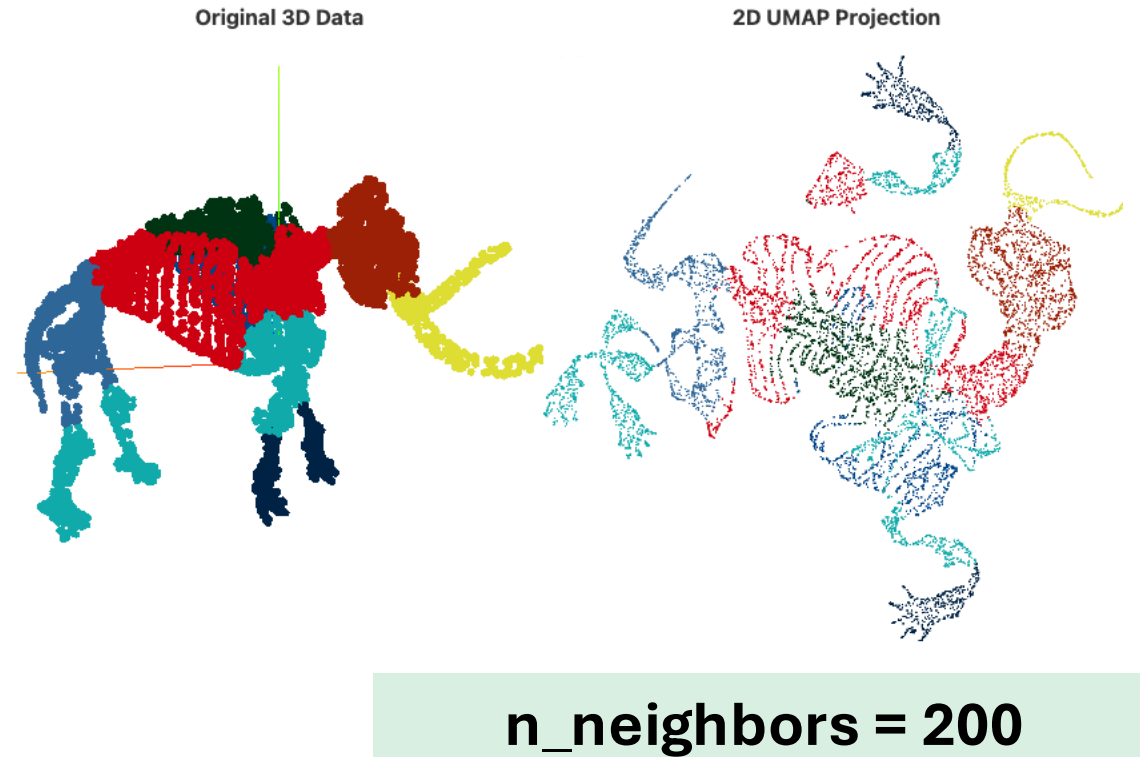 Original 3D Data
2D UMAP Projection
n_neighbors = 200